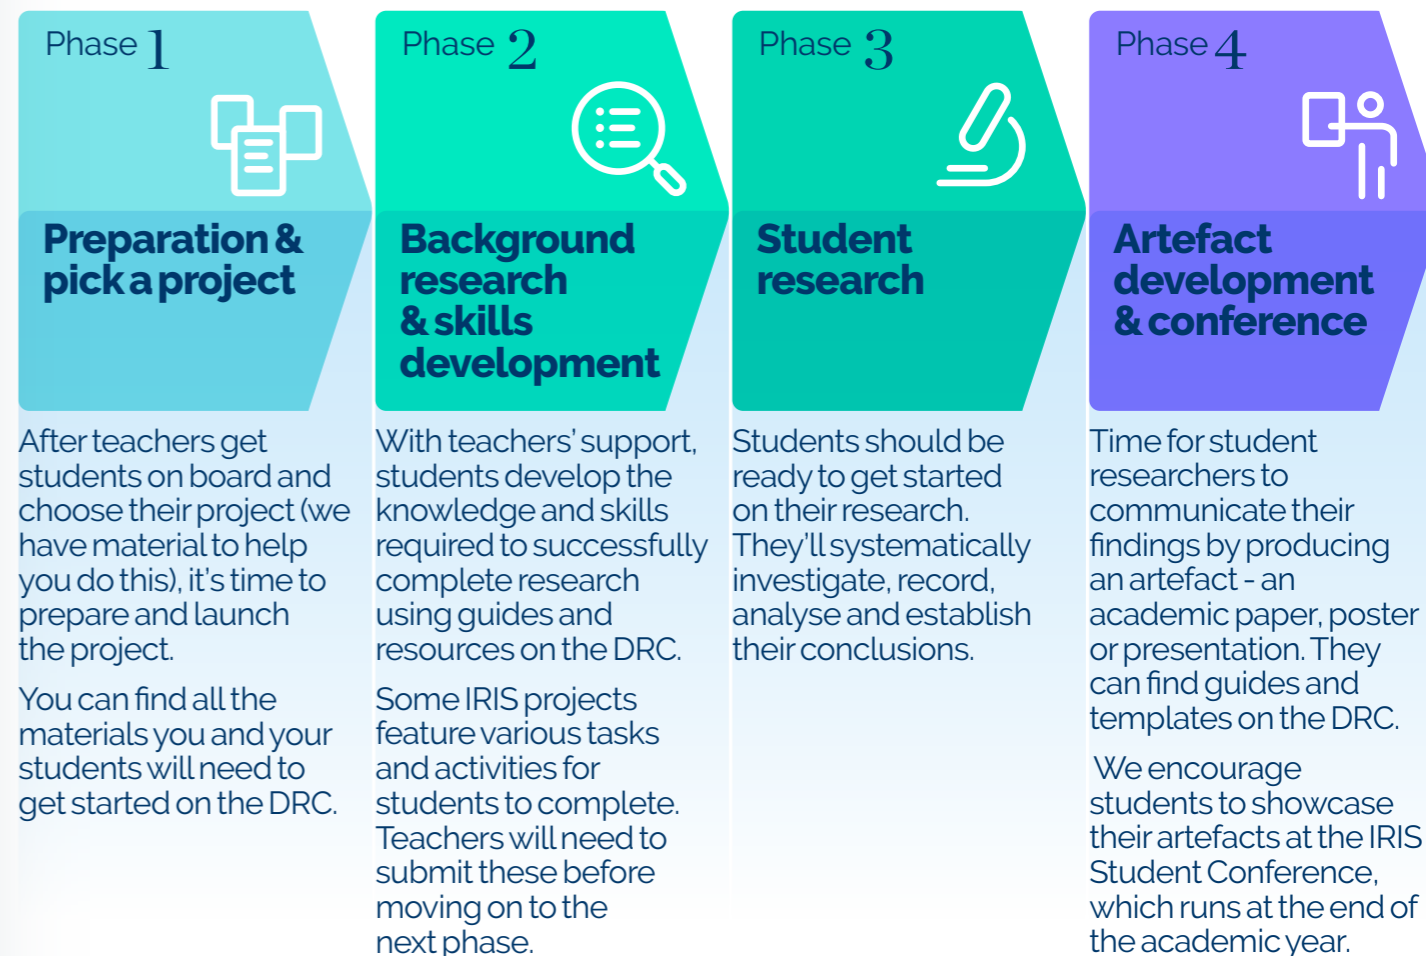 Phase 1
Preparation &
pick a project
After teachers get
students on board and
choose their project (we
have material to help
you do this), it's time to
prepare and launch
the project.
You can find all the
materials you and your
students will need to
get started on the DRC.
Phase 2
Background
research
& skills
development
With teachers' support,
students develop the
knowledge and skills
required to successfully
complete research
using guides and
resources on the DRC.
Some IRIS projects
feature various tasks
and activities for
students to complete.
Teachers will need to
submit these before
moving on to the
next phase.
Phase 3
Student
research
Students should be
ready to get started
on their research.
They'll systematically
investigate, record,
analyse and establish
their conclusions.
Phase 4
Artefact
development
& conference
Time for student
researchers to
communicate their
findings by producing
an artefact - an
academic paper, poster
or presentation. They
can find guides and
templates on the DRC.
We encourage
students to showcase
their artefacts at the IRIS
Student Conference,
which runs at the end of
the academic year.